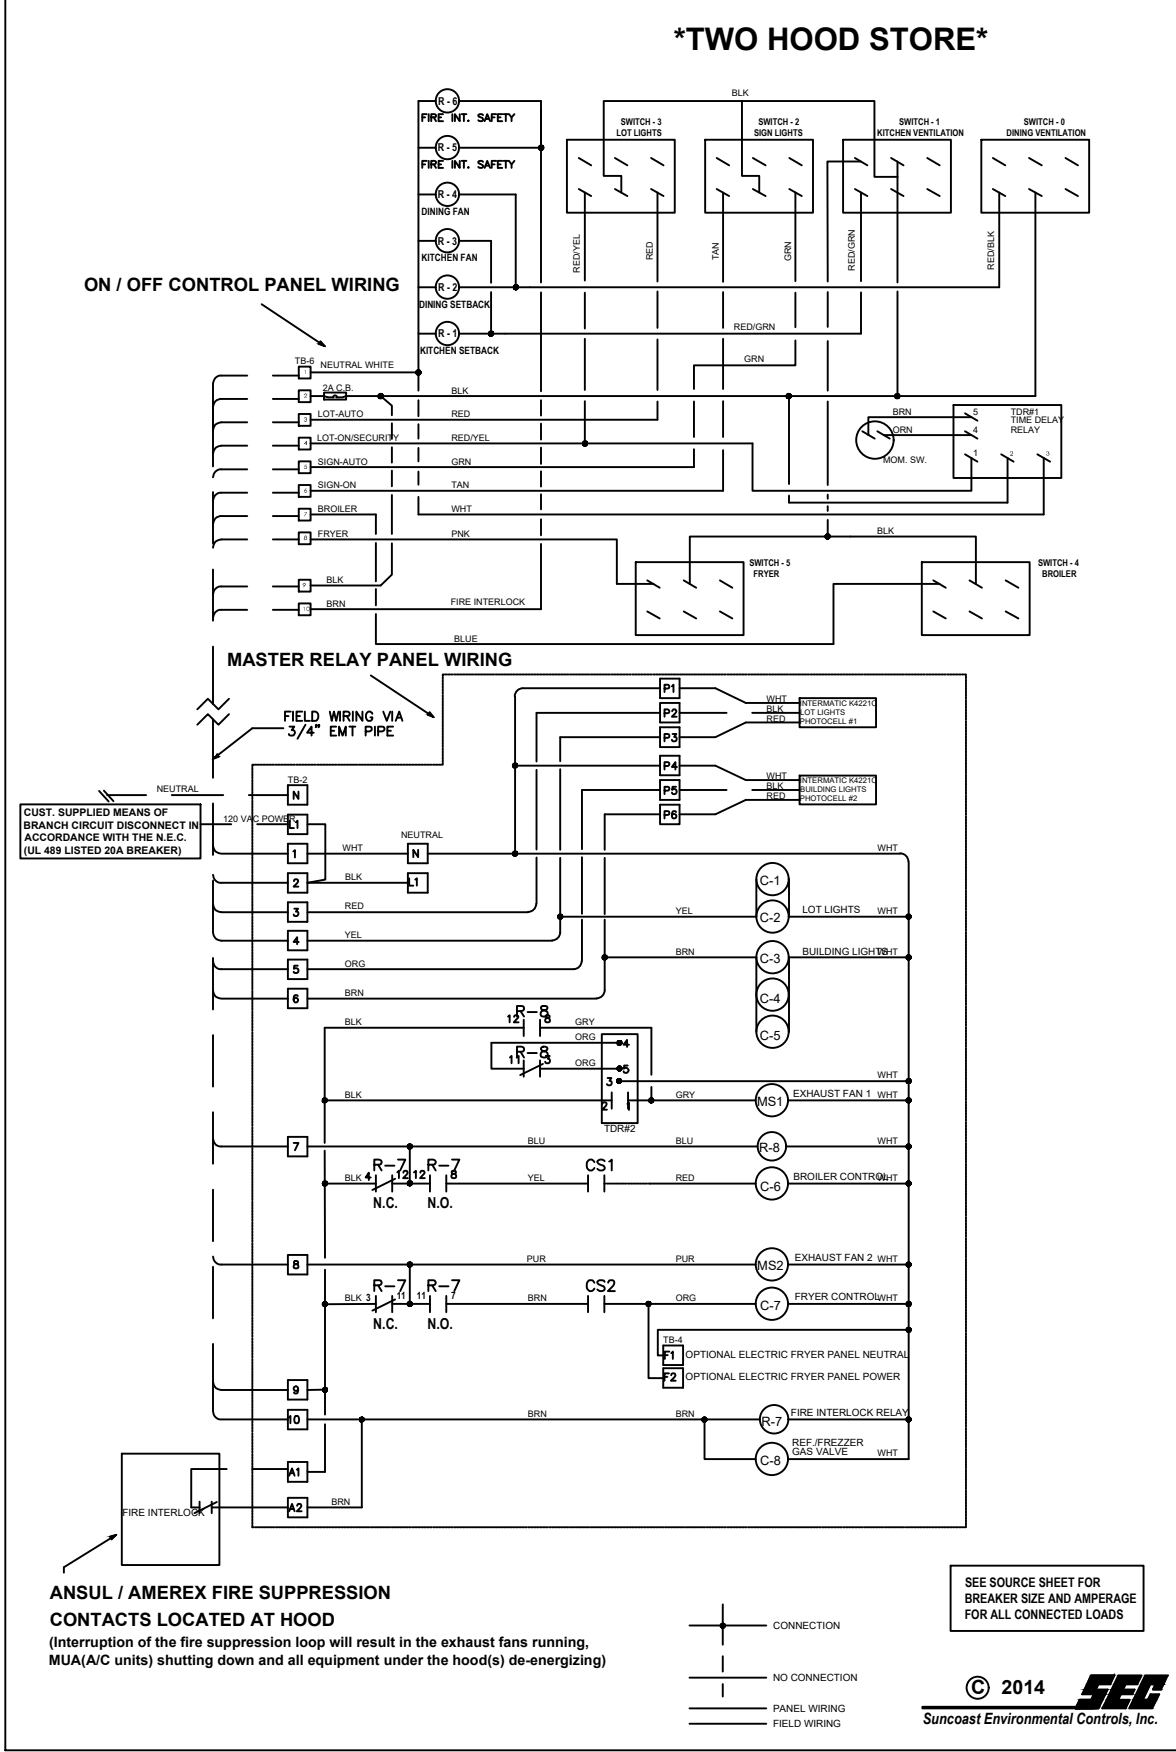 *TWO HOOD STORE*
BLK
R - 6
FIRE INT. SAFETY
R - 5
FIRE INT. SAFETY
R - 4
DINING FAN
R - 3
KITCHEN FAN
R - 2
DINING SETBACK
R - 1
KITCHEN SETBACK
SWITCH - 3
LOT LIGHTS
SWITCH - 2
SIGN LIGHTS
SWITCH - 1
KITCHEN VENTILATION
SWITCH - 0
DINING VENTILATION
RED/YEL
RED
TAN
GRN
RED/GRN
RED/BLK
ON / OFF CONTROL PANEL WIRING
RED/GRN
GRN
TB-6
1
NEUTRAL WHITE
2
2A C.B.
BLK
3
LOT-AUTO
RED
4
LOT-ON/SECURITY
RED/YEL
5
SIGN-AUTO
GRN
6
SIGN-ON
TAN
7
BROILER
WHT
8
FRYER
PNK
9
BLK
10
BRN
FIRE INTERLOCK
BLUE
BRN
ORN
MOM. SW.
5
4
1
2
3
TDR#1
TIME DELAY
RELAY
BLK
SWITCH - 5
FRYER
SWITCH - 4
BROILER
MASTER RELAY PANEL WIRING
FIELD WIRING VIA
3/4" EMT PIPE
P1
P2
P3
P4
P5
P6
WHT
BLK
RED
INTERMATIC K4221C
LOT LIGHTS
PHOTOCELL #1
WHT
BLK
RED
INTERMATIC K4221C
BUILDING LIGHTS
PHOTOCELL #2
TB-2
NEUTRAL
N
CUST. SUPPLIED MEANS OF
BRANCH CIRCUIT DISCONNECT IN
ACCORDANCE WITH THE N.E.C.
(UL 489 LISTED 20A BREAKER)
120 VAC POWER
L1
1
WHT
NEUTRAL
N
WHT
2
BLK
L1
3
RED
4
YEL
5
ORG
6
BRN
C-1
YEL
C-2
LOT LIGHTS
WHT
BRN
C-3
BUILDING LIGHTS
WHT
C-4
C-5
BLK
R-8
12
8
GRY
ORG
4
R-8
11
3
ORG
5
3
WHT
BLK
2
1
TDR#2
GRY
MS1
EXHAUST FAN 1
WHT
7
BLU
BLU
R-8
WHT
BLK
R-7
4
12
N.C.
R-7
12
8
N.O.
YEL
CS1
RED
C-6
BROILER CONTROL
WHT
8
PUR
PUR
MS2
EXHAUST FAN 2
WHT
BLK
R-7
3
11
N.C.
R-7
11
7
N.O.
BRN
CS2
ORG
C-7
FRYER CONTROL
WHT
TB-4
F1
OPTIONAL ELECTRIC FRYER PANEL NEUTRAL
F2
OPTIONAL ELECTRIC FRYER PANEL POWER
9
10
BRN
BRN
R-7
FIRE INTERLOCK RELAY
C-8
REF./FREZZER
GAS VALVE
WHT
A1
A2
BRN
FIRE INTERLOCK
ANSUL / AMEREX FIRE SUPPRESSION
CONTACTS LOCATED AT HOOD
(Interruption of the fire suppression loop will result in the exhaust fans running,
MUA(A/C units) shutting down and all equipment under the hood(s) de-energizing)
CONNECTION
NO CONNECTION
PANEL WIRING
FIELD WIRING
SEE SOURCE SHEET FOR
BREAKER SIZE AND AMPERAGE
FOR ALL CONNECTED LOADS
© 2014
SEC
Suncoast Environmental Controls, Inc.